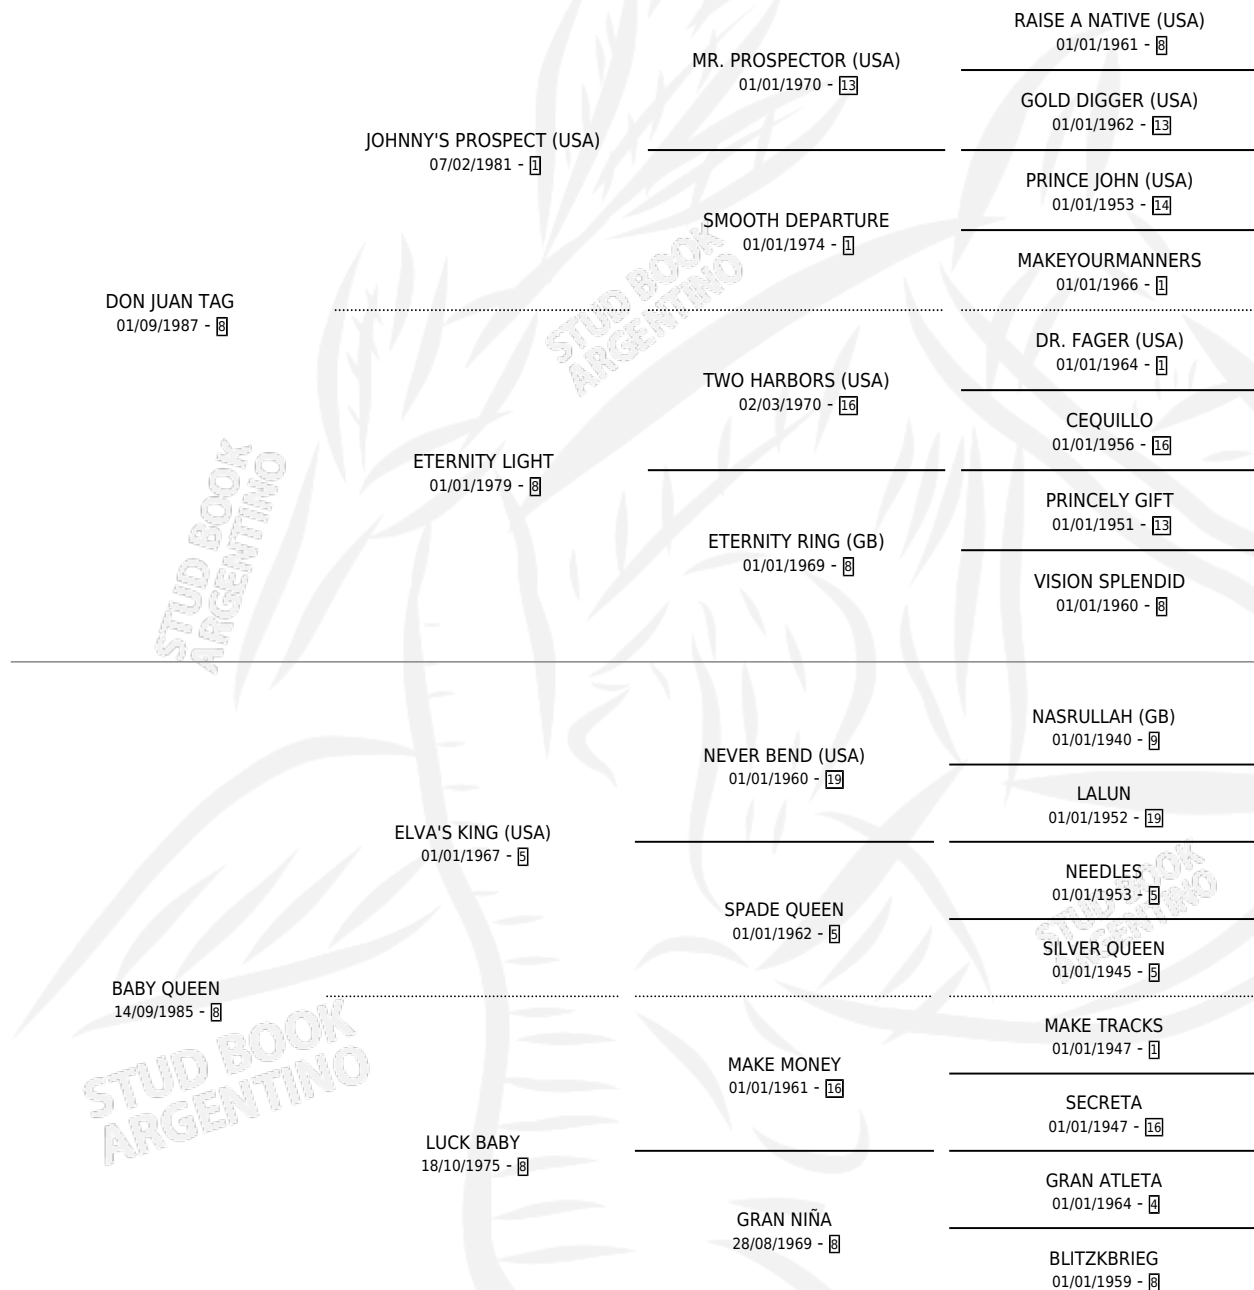 RAISE A NATIVE (USA)
01/01/1961 - 8
MR. PROSPECTOR (USA)
01/01/1970 - 13
GOLD DIGGER (USA)
01/01/1962 - 13
JOHNNY'S PROSPECT (USA)
07/02/1981 - 1
PRINCE JOHN (USA)
01/01/1953 - 14
SMOOTH DEPARTURE
01/01/1974 - 1
MAKEYOURMANNERS
01/01/1966 - 1
DON JUAN TAG
01/09/1987 - 8
DR. FAGER (USA)
01/01/1964 - 1
TWO HARBORS (USA)
02/03/1970 - 16
CEQUILLO
01/01/1956 - 16
ETERNITY LIGHT
01/01/1979 - 8
PRINCELY GIFT
01/01/1951 - 13
ETERNITY RING (GB)
01/01/1969 - 8
VISION SPLENDID
01/01/1960 - 8
STUD BOOK
ARGENTINO
STUD BOOK
ARGENTINO
NASRULLAH (GB)
01/01/1940 - 9
NEVER BEND (USA)
01/01/1960 - 19
LALUN
01/01/1952 - 19
ELVA'S KING (USA)
01/01/1967 - 5
NEEDLES
01/01/1953 - 5
SPADE QUEEN
01/01/1962 - 5
SILVER QUEEN
01/01/1945 - 5
STUD BOOK
ARGENTINO
BABY QUEEN
14/09/1985 - 8
MAKE TRACKS
01/01/1947 - 1
MAKE MONEY
01/01/1961 - 16
SECRETA
01/01/1947 - 16
LUCK BABY
18/10/1975 - 8
GRAN ATLETA
01/01/1964 - 4
GRAN NIÑA
28/08/1969 - 8
BLITZKBRIEG
01/01/1959 - 8
STUD BOOK
ARGENTINO